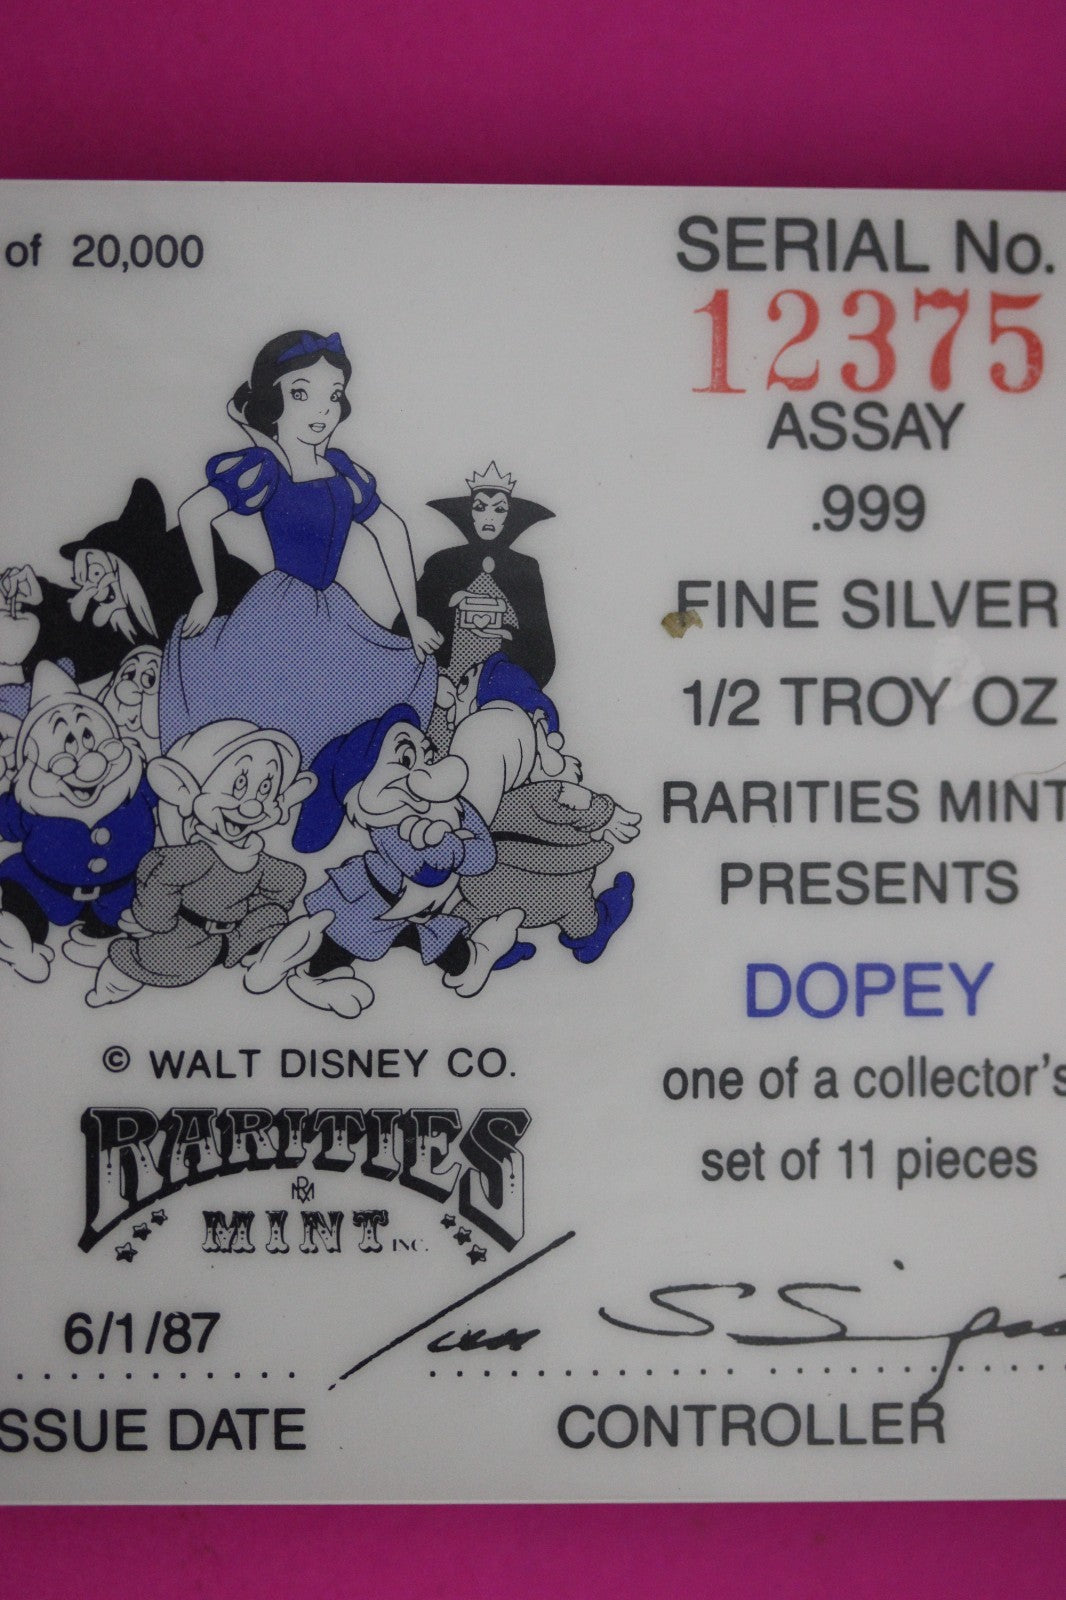 of 20,000
SERIAL No.
12375
ASSAY
.999
FINE SILVER
1/2 TROY OZ
RARITIES MINT
PRESENTS
DOPEY
one of a collector's
set of 11 pieces
© WALT DISNEY CO.
RARITIES
RM
MINT INC.
6/1/87
SSUE DATE
CONTROLLER